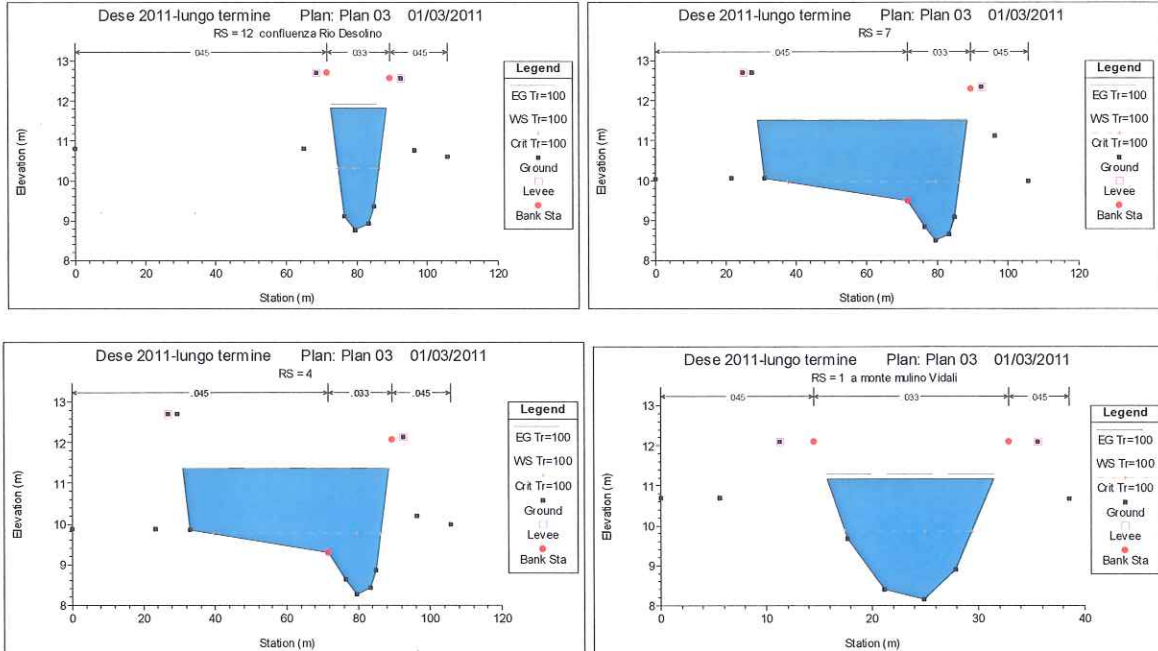 Dese 2011-lungo termine Plan: Plan 03 01/03/2011
RS = 12 confluenza Rio Desolino
.045 .033 .045
13
12
11
10
9
8
Elevation (m)
0 20 40 60 80 100 120
Station (m)
Legend
EG Tr=100
WS Tr=100
Crit Tr=100
Ground
Levee
Bank Sta
Dese 2011-lungo termine Plan: Plan 03 01/03/2011
RS = 7
.045 .033 .045
13
12
11
10
9
8
Elevation (m)
0 20 40 60 80 100 120
Station (m)
Legend
EG Tr=100
WS Tr=100
Crit Tr=100
Ground
Levee
Bank Sta
Dese 2011-lungo termine Plan: Plan 03 01/03/2011
RS = 4
.045 .033 .045
13
12
11
10
9
8
Elevation (m)
0 20 40 60 80 100 120
Station (m)
Legend
EG Tr=100
WS Tr=100
Crit Tr=100
Ground
Levee
Bank Sta
Dese 2011-lungo termine Plan: Plan 03 01/03/2011
RS = 1 a monte mulino Vidali
.045 .033 .045
13
12
11
10
9
8
Elevation (m)
0 10 20 30 40
Station (m)
Legend
EG Tr=100
WS Tr=100
Crit Tr=100
Ground
Levee
Bank Sta